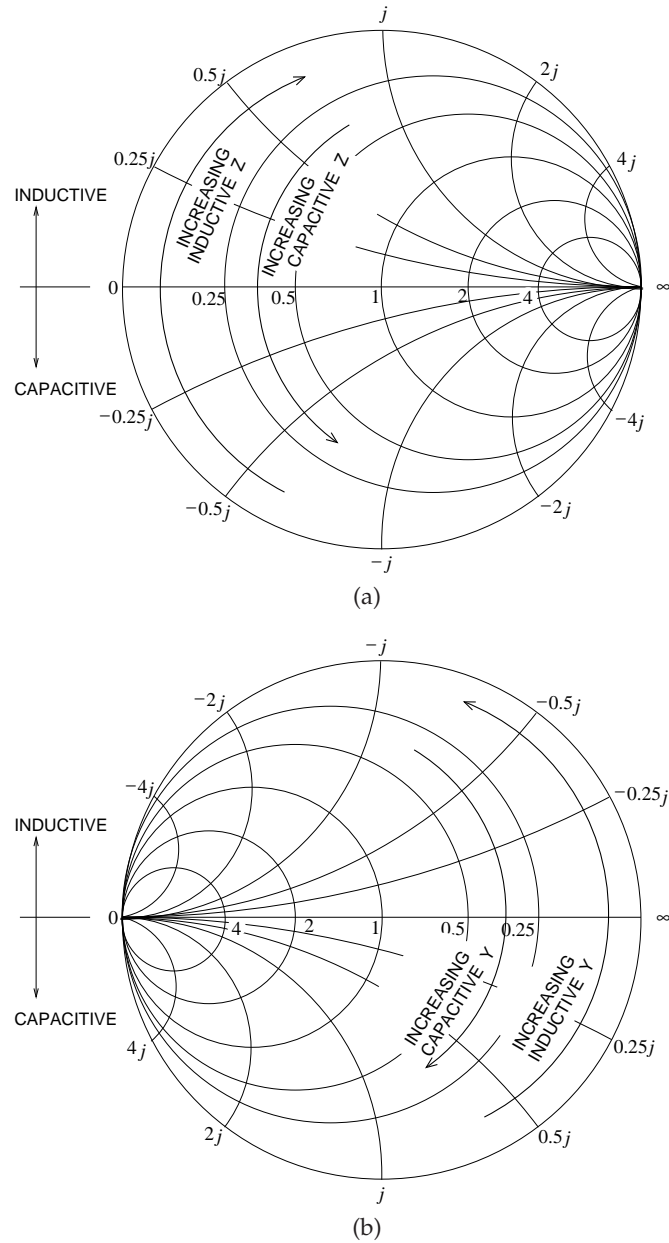 j
0.5j
2j
0.25j
4j
INCREASING
INDUCTIVE Z
INCREASING
CAPACITIVE Z
INDUCTIVE
0
0.25
0.5
1
2
4
∞
CAPACITIVE
−0.25j
−4j
−0.5j
−2j
−j
(a)
−j
−2j
−0.5j
−4j
−0.25j
INDUCTIVE
0
4
2
1
0.5
0.25
∞
INCREASING
CAPACITIVE Y
INCREASING
INDUCTIVE Y
CAPACITIVE
4j
0.25j
2j
0.5j
j
(b)